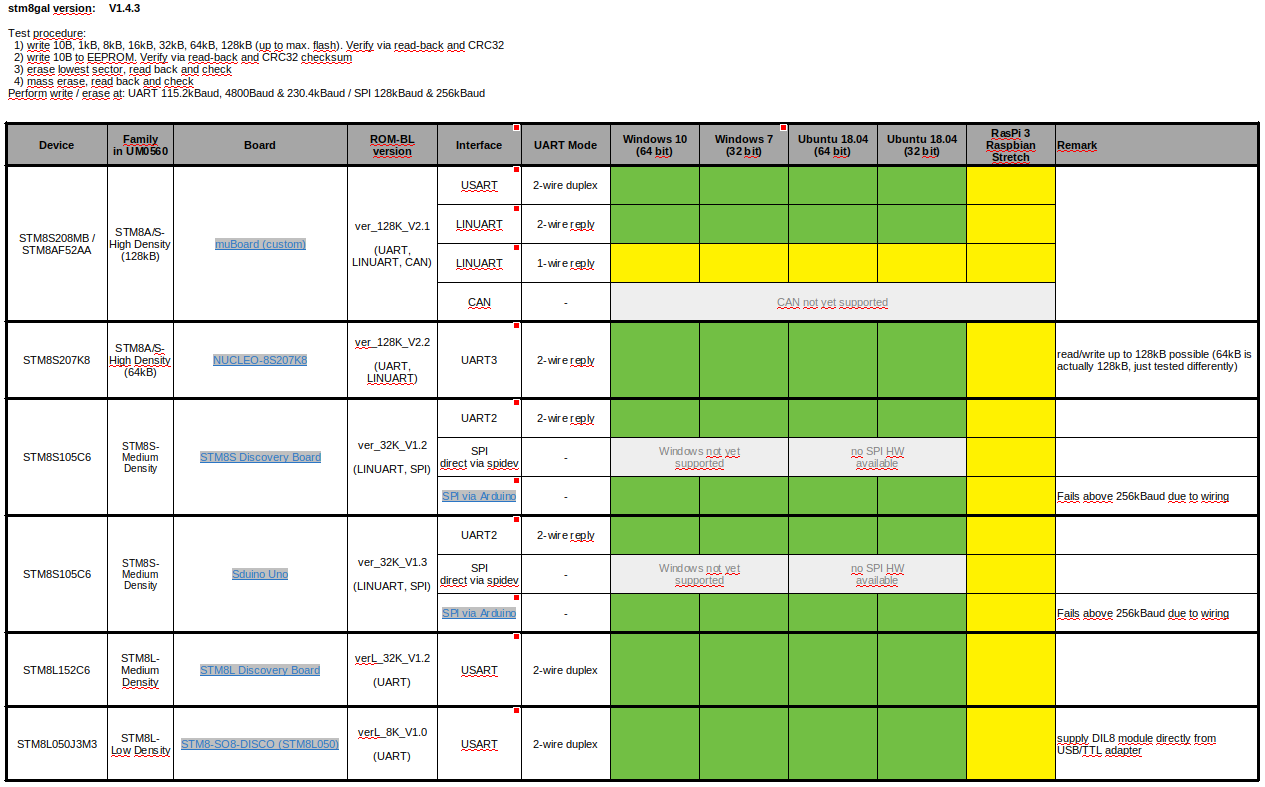 stm8gal version: V1.4.3
Test procedure:
1) write 10B, 1kB, 8kB, 16kB, 32kB, 64kB, 128kB (up to max. flash). Verify via read-back and CRC32
2) write 10B to EEPROM. Verify via read-back and CRC32 checksum
3) erase lowest sector, read back and check
4) mass erase, read back and check
Perform write / erase at: UART 115.2kBaud, 4800Baud & 230.4kBaud / SPI 128kBaud & 256kBaud
Device
Family
in UM0560
Board
ROM-BL
version
Interface
UART Mode
Windows 10
(64 bit)
Windows 7
(32 bit)
Ubuntu 18.04
(64 bit)
Ubuntu 18.04
(32 bit)
RasPi 3
Raspbian
Stretch
Remark
STM8S208MB /
STM8AF52AA
STM8A/S-
High Density
(128kB)
muBoard (custom)
ver_128K_V2.1
(UART,
LINUART, CAN)
USART
2-wire duplex
LINUART
2-wire reply
LINUART
1-wire reply
CAN
-
CAN not yet supported
STM8S207K8
STM8A/S-
High Density
(64kB)
NUCLEO-8S207K8
ver_128K_V2.2
(UART,
LINUART)
UART3
2-wire reply
read/write up to 128kB possible (64kB is
actually 128kB, just tested differently)
STM8S105C6
STM8S-
Medium
Density
STM8S Discovery Board
ver_32K_V1.2
(LINUART, SPI)
UART2
2-wire reply
SPI
direct via spidev
-
Windows not yet
supported
no SPI HW
available
SPI via Arduino
-
Fails above 256kBaud due to wiring
STM8S105C6
STM8S-
Medium
Density
Sduino Uno
ver_32K_V1.3
(LINUART, SPI)
UART2
2-wire reply
SPI
direct via spidev
-
Windows not yet
supported
no SPI HW
available
SPI via Arduino
-
Fails above 256kBaud due to wiring
STM8L152C6
STM8L-
Medium
Density
STM8L Discovery Board
verL_32K_V1.2
(UART)
USART
2-wire duplex
STM8L050J3M3
STM8L-
Low Density
STM8-SO8-DISCO (STM8L050)
verL_8K_V1.0
(UART)
USART
2-wire duplex
supply DIL8 module directly from
USB/TTL adapter